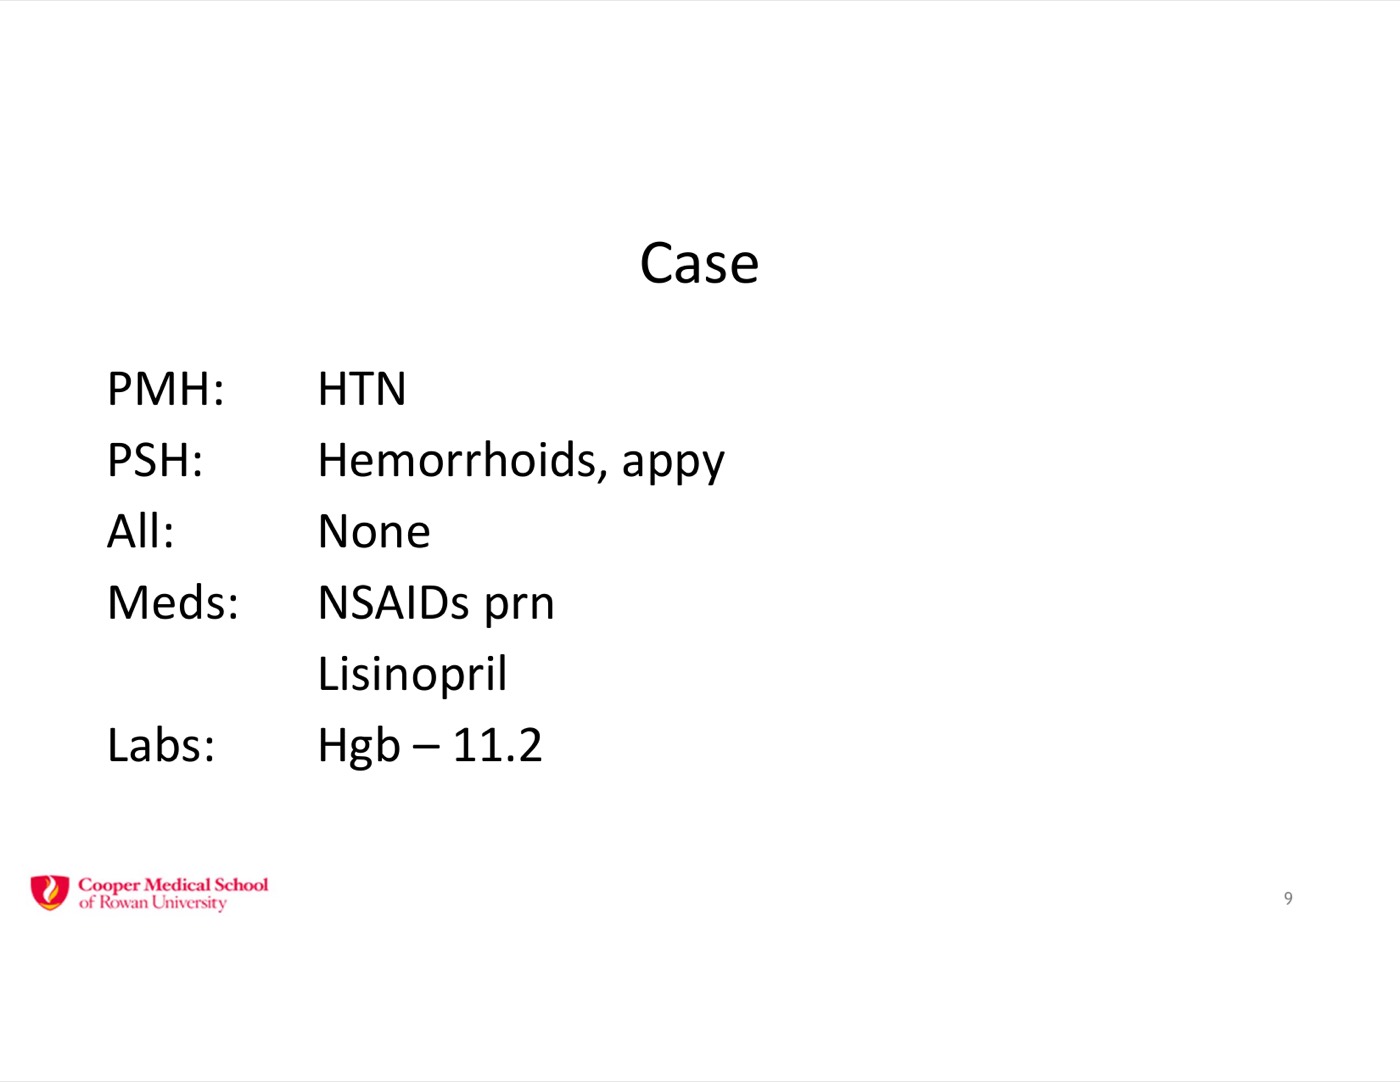 Case
PMH: HTN
PSH: Hemorrhoids, appy
All: None
Meds: NSAIDs prn
Lisinopril
Labs: Hgb – 11.2
Cooper Medical School
of Rowan University
9